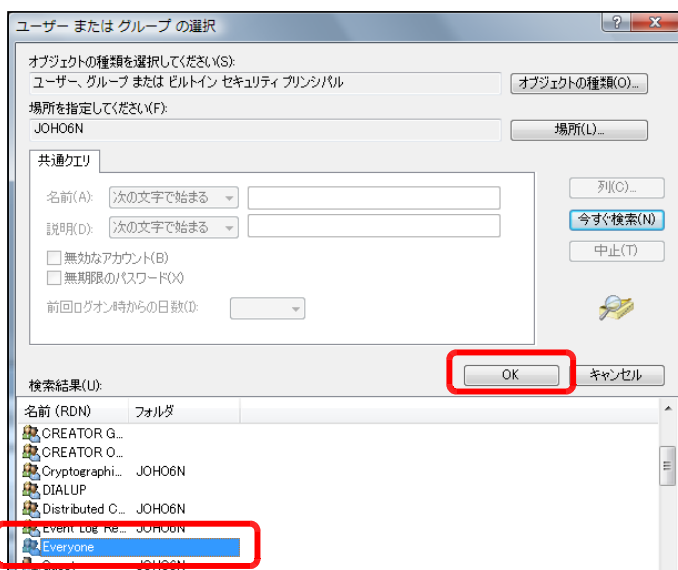 ユーザー または グループ の選択
オブジェクトの種類を選択してください(S):
ユーザー、グループ または ビルトイン セキュリティ プリンシパル
オブジェクトの種類(O)...
場所を指定してください(F):
JOHO6N
場所(L)...
共通クエリ
名前(A):
次の文字で始まる
列(C)...
説明(D):
次の文字で始まる
今すぐ検索(N)
無効なアカウント(B)
中止(T)
無期限のパスワード(X)
前回ログオン時からの日数(I):
OK
キャンセル
検索結果(U):
名前 (RDN) フォルダ
CREATOR G...
CREATOR O...
Cryptographi... JOHO6N
DIALUP
Distributed C... JOHO6N
Event Log Re... JOHO6N
Everyone
Guest JOHO6N